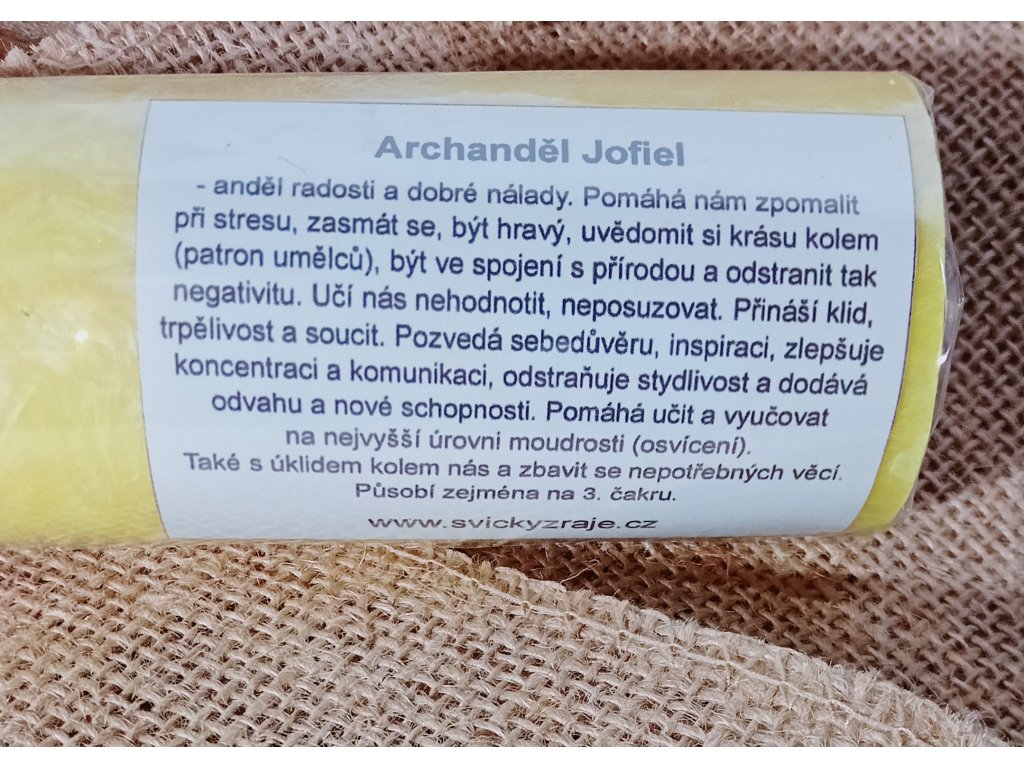 Archanděl Jofiel
- anděl radosti a dobré nálady. Pomáhá nám zpomalit
při stresu, zasmát se, být hravý, uvědomit si krásu kolem
(patron umělců), být ve spojení s přírodou a odstranit tak
negativitu. Učí nás nehodnotit, neposuzovat. Přináší klid,
trpělivost a soucit. Pozvedá sebedůvěru, inspiraci, zlepšuje
koncentraci a komunikaci, odstraňuje stydlivost a dodává
odvahu a nové schopnosti. Pomáhá učit a vyučovat
na nejvyšší úrovni moudrosti (osvícení).
Také s úklidem kolem nás a zbavit se nepotřebných věcí.
Působí zejména na 3. čakru.
www.svickyzraje.cz